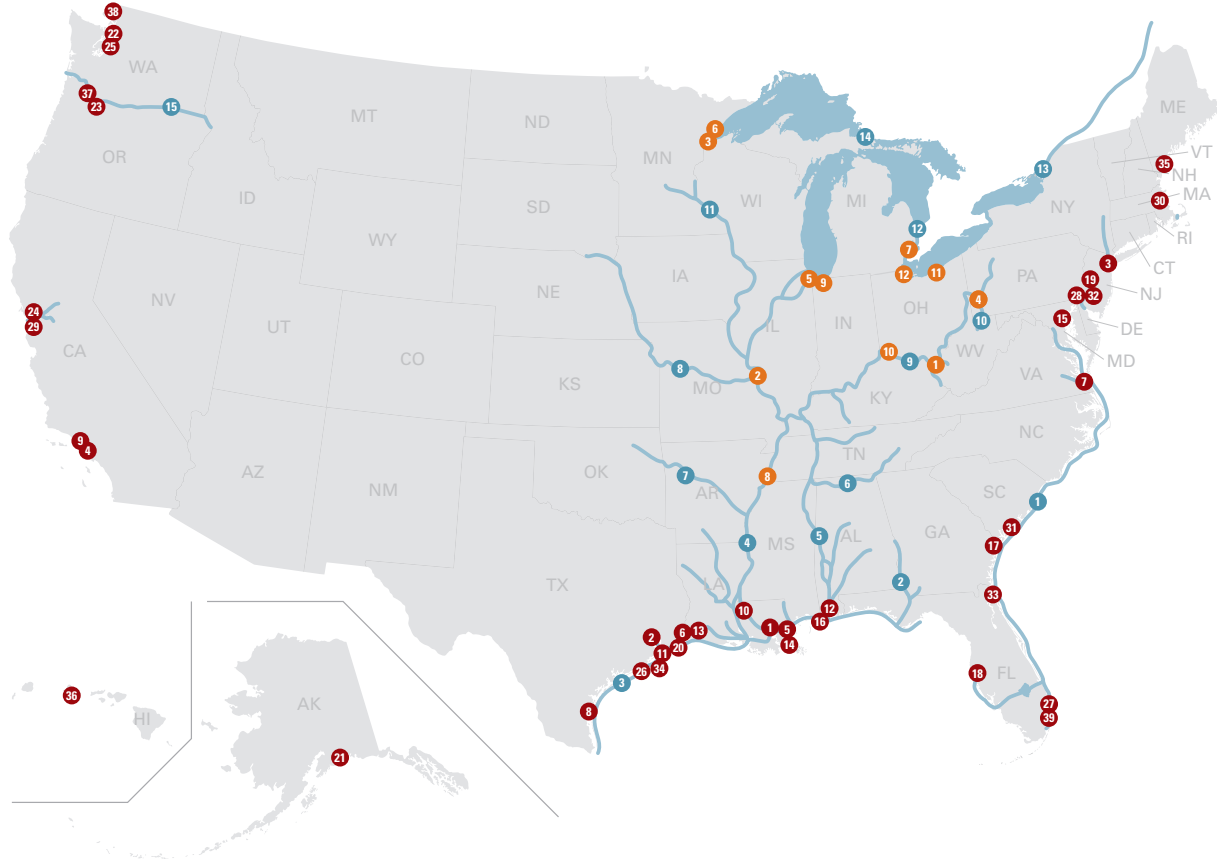 38
22
25
WA
37
23
15
MT
ND
OR
ID
SD
WY
NV
UT
NE
CO
24
29
CA
9
4
AZ
NM
KS
OK
TX
MN
6
3
14
WI
11
MI
IA
12
7
5
9
12
11
OH
IN
IL
8
MO
2
10
9
1
WV
4
10
PA
KY
VA
7
NC
TN
6
7
AR
8
SC
1
4
MS
5
AL
GA
31
17
2
33
LA
10
12
16
1
5
14
6
13
2
20
11
34
26
3
8
18
FL
27
39
13
NY
ME
VT
35
NH
MA
30
RI
CT
3
19
NJ
28
32
15
DE
MD
36
HI
AK
21